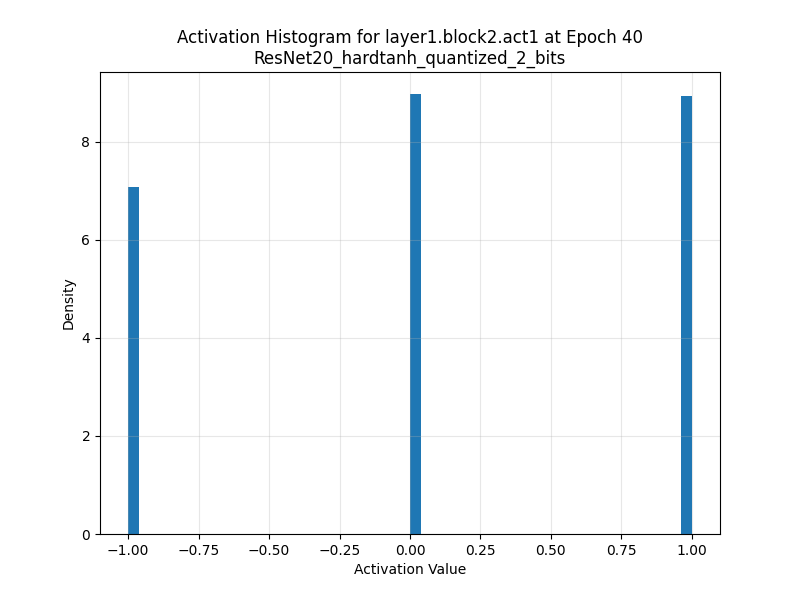 Activation Histogram for layer1.block2.act1 at Epoch 40
ResNet20_hardtanh_quantized_2_bits
Density
8
6
4
2
0
−1.00 −0.75 −0.50 −0.25 0.00 0.25 0.50 0.75 1.00
Activation Value